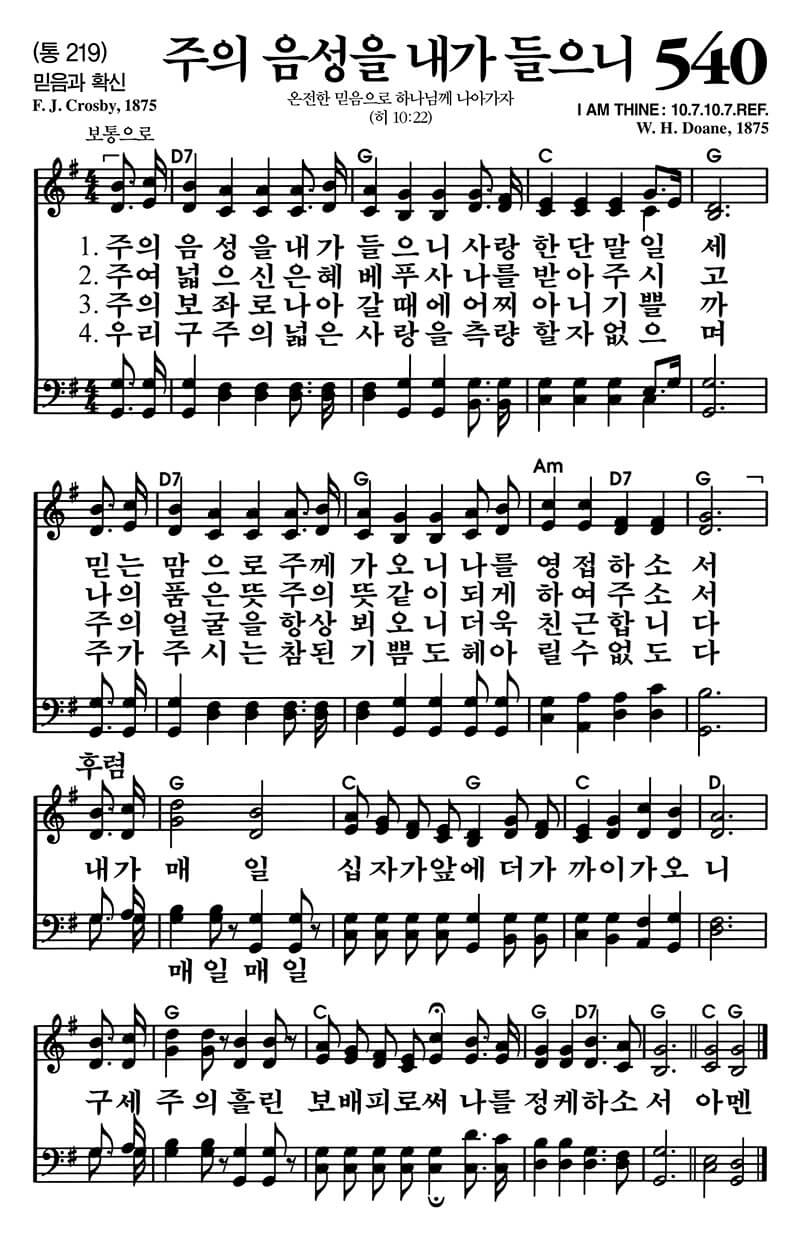 (통 219)
주의 음성을 내가 들으니 540
믿음과 확신
F. J. Crosby, 1875
온전한 믿음으로 하나님께 나아가자
(히 10:22)
I AM THINE : 10.7.10.7.REF.
W. H. Doane, 1875
보통으로
D7 G C G
1. 주의 음성을내가 들으니사랑 한단말일 세
2. 주여 넓으신은혜 베푸사나를 받아주시 고
3. 주의 보좌로나아 갈때에어찌 아니기쁠 까
4. 우리 구주의넓은 사랑을측량 할자없으 며
D7 G Am D7 G
믿는 맘으로주께 가오니나를 영접하소 서
나의 품은뜻주의 뜻같이되게 하여주소 서
주의 얼굴을항상 뵈오니더욱 친근합니 다
주가 주시는참된 기쁨도헤아 릴수없도 다
후렴
G C G C D
내가 매 일 십자가앞에 더가 까이가오 니
매일매일
G C G D7 G C G
구세 주의흘린 보배피로써 나를정케하소 서 아멘